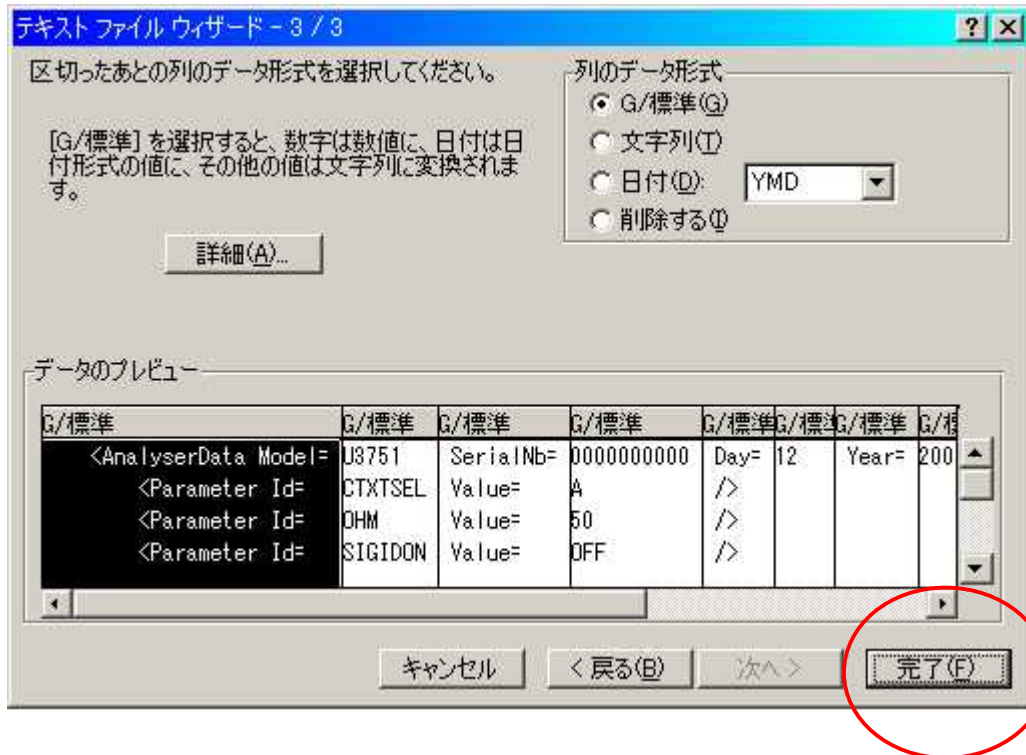 テキスト ファイル ウィザード - 3 / 3
区切ったあとの列のデータ形式を選択してください。
[G/標準] を選択すると、数字は数値に、日付は日
付形式の値に、その他の値は文字列に変換されま
す。
詳細(A)...
列のデータ形式
G/標準(G)
文字列(T)
日付(D): YMD
削除する(I)
データのプレビュー
G/標準 G/標準 G/標準 G/標準 G/標準 G/標準 G/標準 G/標
<AnalyserData Model= U3751 SerialNb= 0000000000 Day= 12 Year= 200
<Parameter Id= CTXTSEL Value= A />
<Parameter Id= OHM Value= 50 />
<Parameter Id= SIGIDON Value= OFF />
キャンセル < 戻る(B) 次へ > 完了(F)